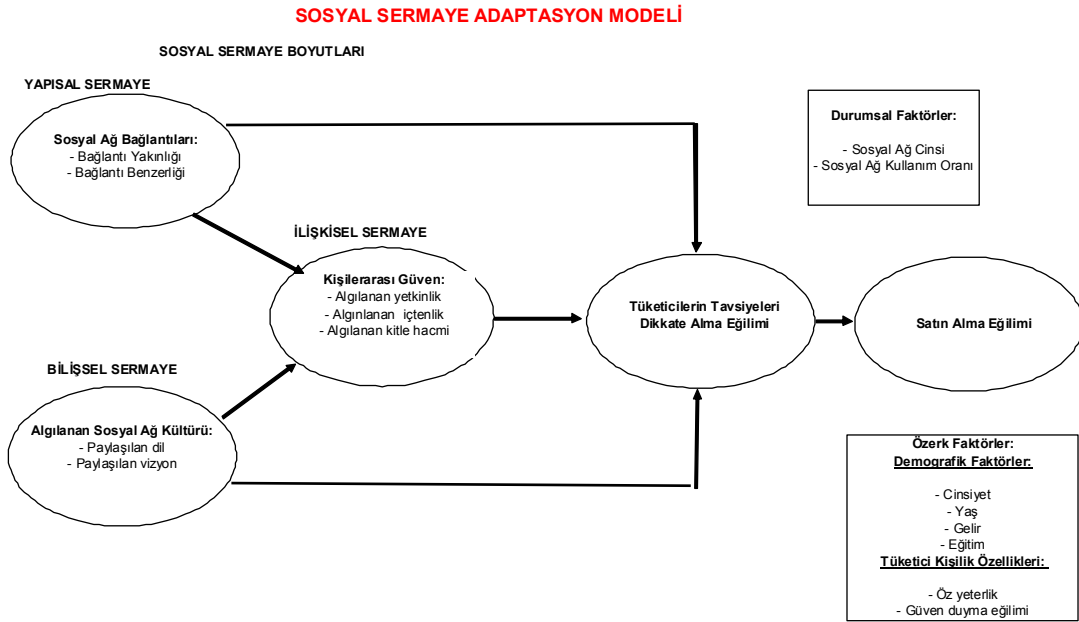 SOSYAL SERMAYE ADAPTASYON MODELİ
SOSYAL SERMAYE BOYUTLARI
YAPISAL SERMAYE
Sosyal Ağ Bağlantıları:
- Bağlantı Yakınlığı
- Bağlantı Benzerliği
Durumsal Faktörler:
- Sosyal Ağ Cinsi
- Sosyal Ağ Kullanım Oranı
İLİŞKİSEL SERMAYE
Kişilerarası Güven:
- Algılanan yetkinlik
- Algınlanan içtenlik
- Algılanan kitle hacmi
Tüketicilerin Tavsiyeleri
Dikkate Alma Eğilimi
Satın Alma Eğilimi
BİLİŞSEL SERMAYE
Algılanan Sosyal Ağ Kültürü:
- Paylaşılan dil
- Paylaşılan vizyon
Özerk Faktörler:
Demografik Faktörler:
- Cinsiyet
- Yaş
- Gelir
- Eğitim
Tüketici Kişilik Özellikleri:
- Öz yeterlik
- Güven duyma eğilimi